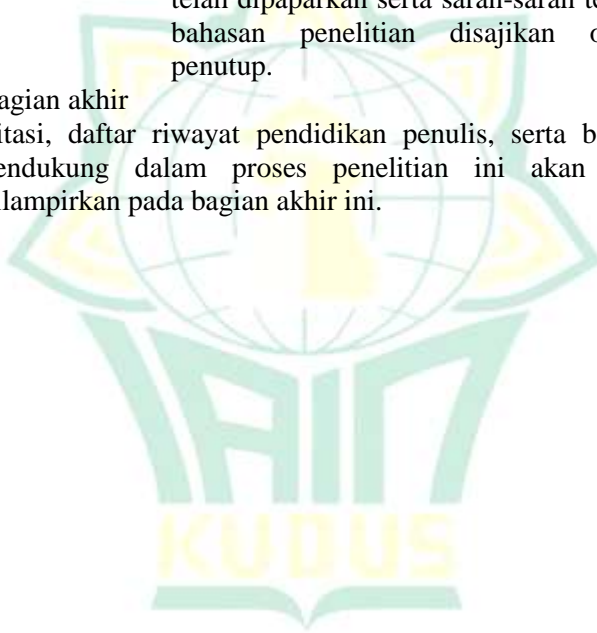 telah dipaparkan serta saran-saran
bahasan penelitian disajikan
penutup.
agian akhir
itasi, daftar riwayat pendidikan penulis, serta b
endukung dalam proses penelitian ini akan
lampirkan pada bagian akhir ini.
IAIN
KUDUS